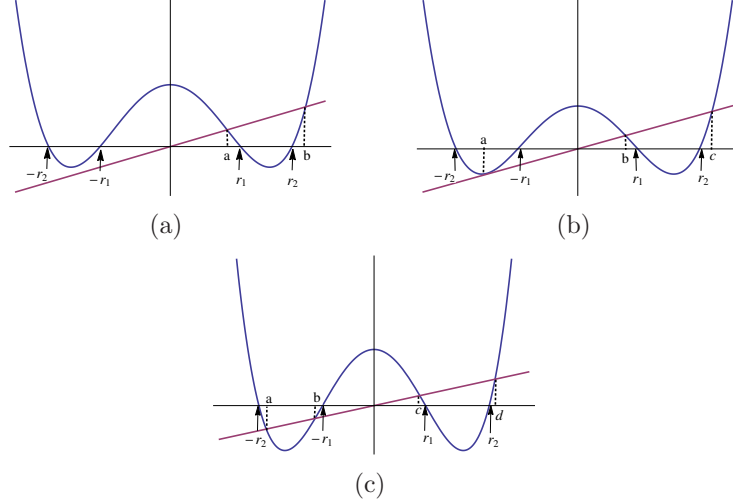 a b
−r₂ −r₁ r₁ r₂
(a)
a
b c
−r₂ −r₁ r₁ r₂
(b)
a b
c d
−r₂ −r₁ r₁ r₂
(c)